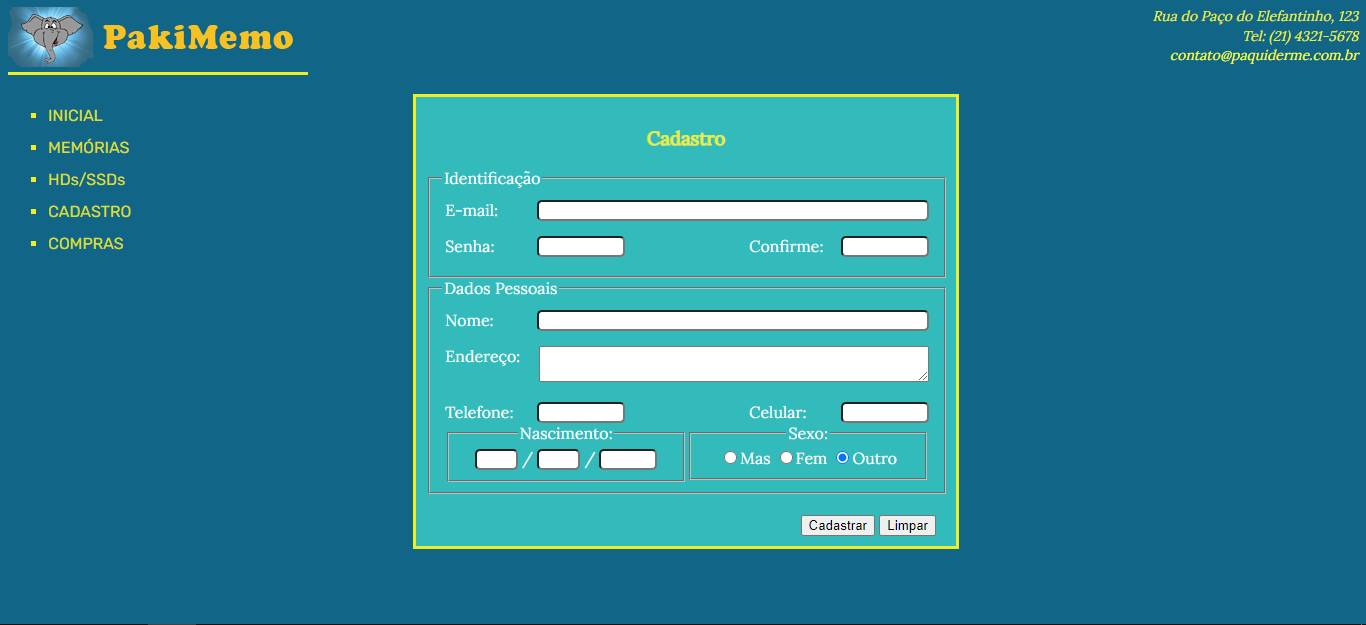 PakiMemo
Rua do Paço do Elefantinho, 123
Tel: (21) 4321-5678
contato@paquiderme.com.br
INICIAL
MEMÓRIAS
HDs/SSDs
CADASTRO
COMPRAS
Cadastro
Identificação
E-mail:
Senha: Confirme:
Dados Pessoais
Nome:
Endereço:
Telefone: Celular:
Nascimento: Sexo:
/ / Mas Fem Outro
Cadastrar Limpar